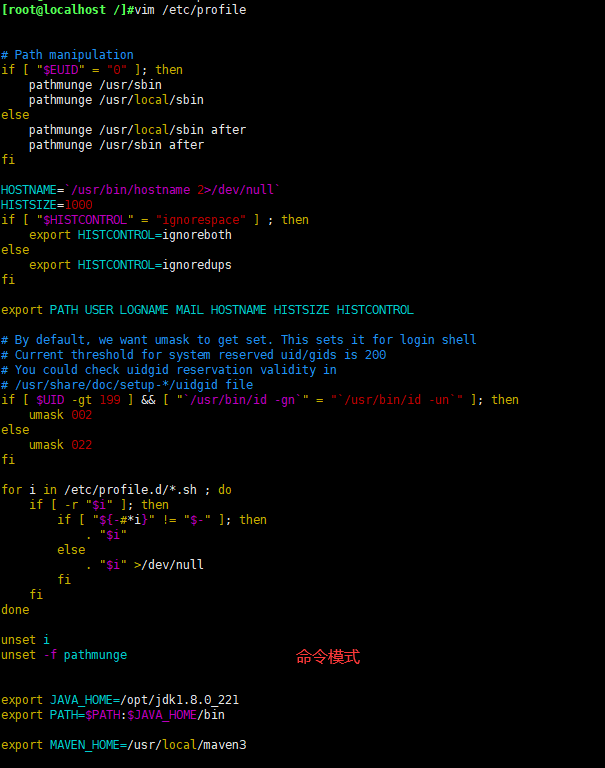 [root@localhost /]#vim /etc/profile
# Path manipulation
if [ "$EUID" = "0" ]; then
    pathmunge /usr/sbin
    pathmunge /usr/local/sbin
else
    pathmunge /usr/local/sbin after
    pathmunge /usr/sbin after
fi
HOSTNAME=`/usr/bin/hostname 2>/dev/null`
HISTSIZE=1000
if [ "$HISTCONTROL" = "ignorespace" ] ; then
    export HISTCONTROL=ignoreboth
else
    export HISTCONTROL=ignoredups
fi
export PATH USER LOGNAME MAIL HOSTNAME HISTSIZE HISTCONTROL
# By default, we want umask to get set. This sets it for login shell
# Current threshold for system reserved uid/gids is 200
# You could check uidgid reservation validity in
# /usr/share/doc/setup-*/uidgid file
if [ $UID -gt 199 ] && [ "`/usr/bin/id -gn`" = "`/usr/bin/id -un`" ]; then
    umask 002
else
    umask 022
fi
for i in /etc/profile.d/*.sh ; do
    if [ -r "$i" ]; then
        if [ "${-#*i}" != "$-" ]; then
            . "$i"
        else
            . "$i" >/dev/null
        fi
    fi
done
unset i
unset -f pathmunge
命令模式
export JAVA_HOME=/opt/jdk1.8.0_221
export PATH=$PATH:$JAVA_HOME/bin
export MAVEN_HOME=/usr/local/maven3